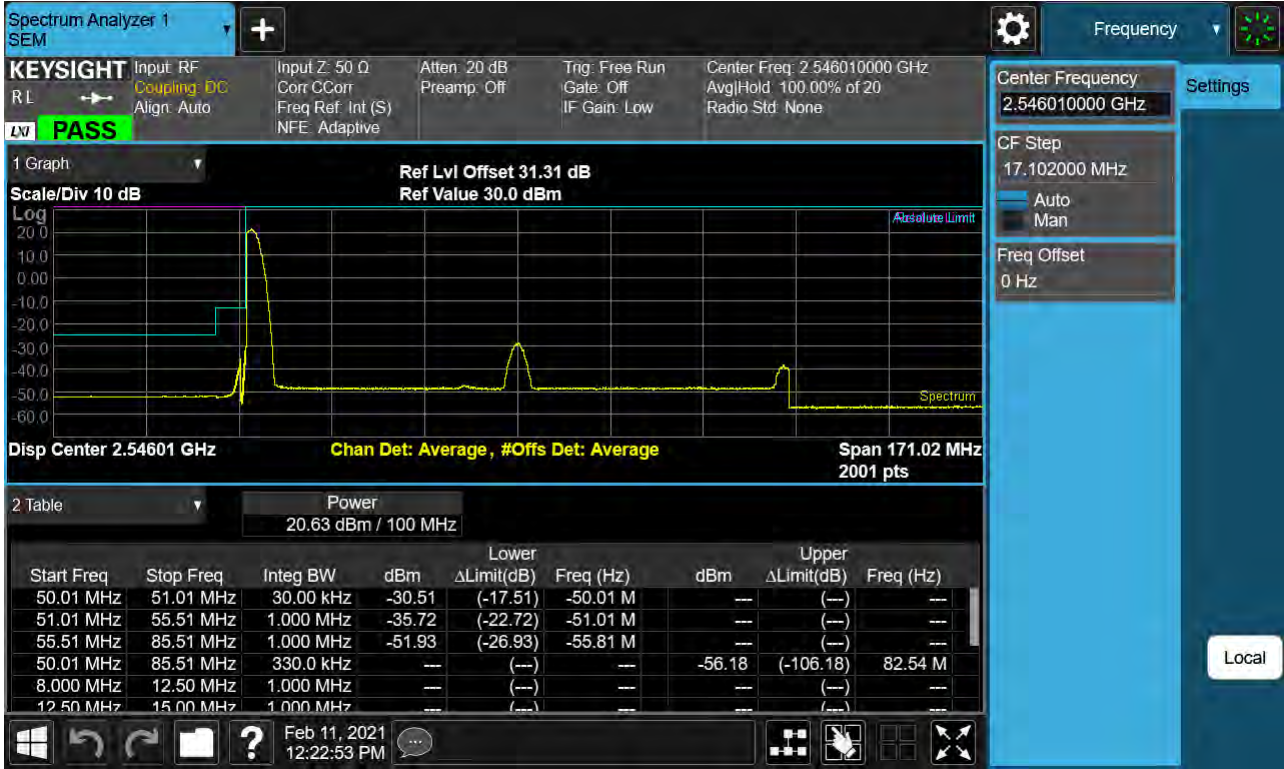 Spectrum Analyzer 1
SEM
+
Frequency
KEYSIGHT
RL
LXI
PASS
Input: RF
Coupling: DC
Align: Auto
Input Z: 50 Ω
Corr CCorr
Freq Ref: Int (S)
NFE: Adaptive
Atten: 20 dB
Preamp: Off
Trig: Free Run
Gate: Off
IF Gain: Low
Center Freq: 2.546010000 GHz
Avg|Hold: 100.00% of 20
Radio Std: None
Center Frequency
2.546010000 GHz
Settings
CF Step
17.102000 MHz
Auto
Man
Freq Offset
0 Hz
Local
1 Graph
Scale/Div 10 dB
Ref Lvl Offset 31.31 dB
Ref Value 30.0 dBm
Log
Absolute Limit
20.0
10.0
0.00
-10.0
-20.0
-30.0
-40.0
-50.0
-60.0
Spectrum
Disp Center 2.54601 GHz
Chan Det: Average, #Offs Det: Average
Span 171.02 MHz
2001 pts
2 Table
Power
20.63 dBm / 100 MHz
Lower Upper
Start Freq Stop Freq Integ BW dBm ΔLimit(dB) Freq (Hz) dBm ΔLimit(dB) Freq (Hz)
50.01 MHz 51.01 MHz 30.00 kHz -30.51 (-17.51) -50.01 M --- (---) ---
51.01 MHz 55.51 MHz 1.000 MHz -35.72 (-22.72) -51.01 M --- (---) ---
55.51 MHz 85.51 MHz 1.000 MHz -51.93 (-26.93) -55.81 M --- (---) ---
50.01 MHz 85.51 MHz 330.0 kHz --- (---) --- -56.18 (-106.18) 82.54 M
8.000 MHz 12.50 MHz 1.000 MHz --- (---) --- --- (---) ---
12.50 MHz 15.00 MHz 1.000 MHz --- (---) --- --- (---) ---
?
Feb 11, 2021
12:22:53 PM